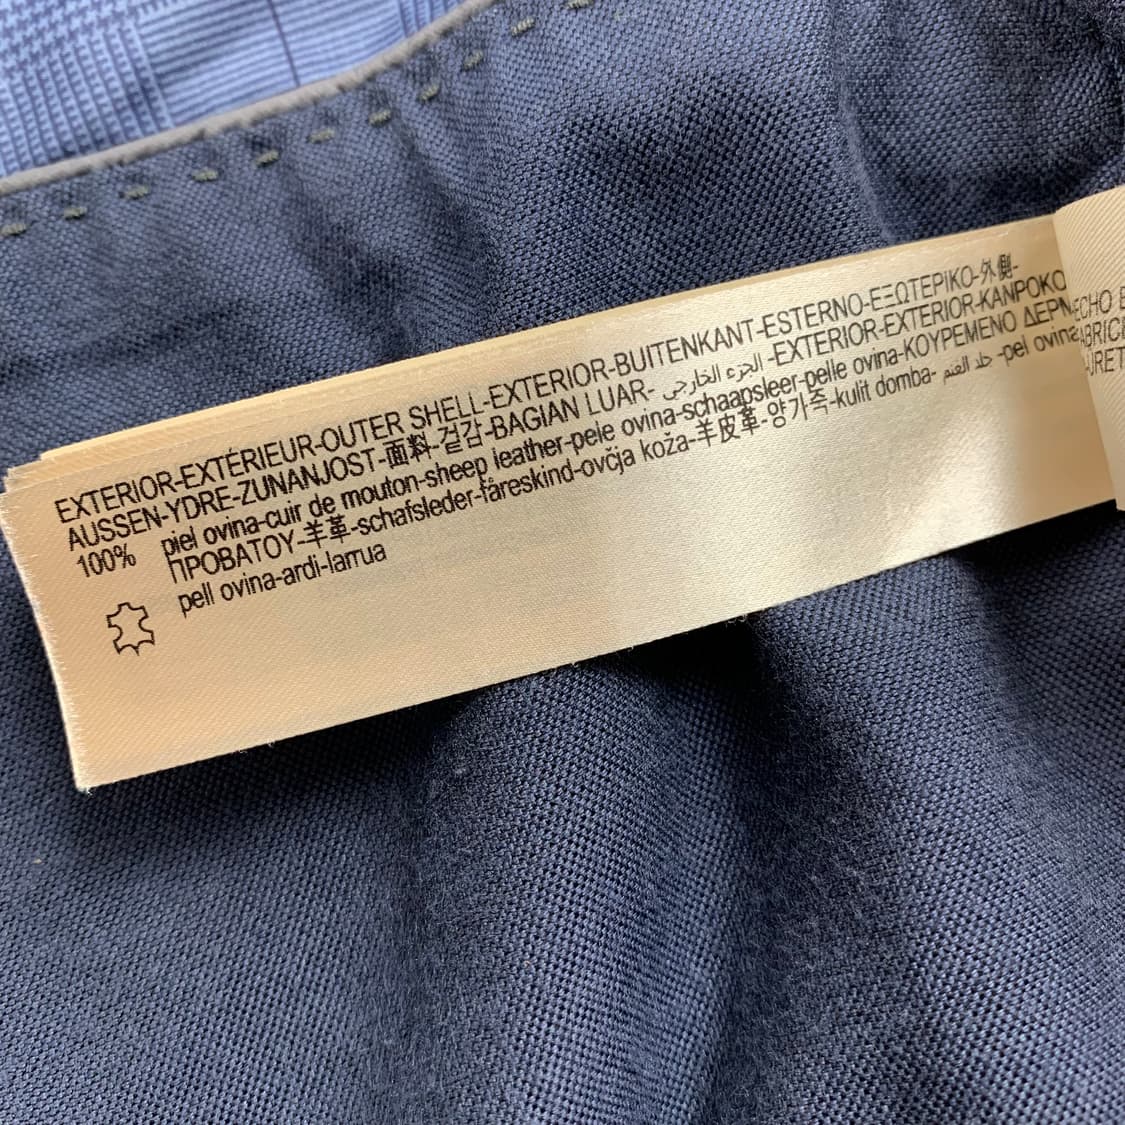 EXTERIOR-EXTÉRIEUR-OUTER SHELL-EXTERIOR-BUITENKANT-ESTERNO-ΕΞΩΤΕΡΙΚΟ-外側-
AUSSEN-YDRE-ZUNANJOST-面料-겉감-BAGIAN LUAR- الجزء الخارجي -EXTERIOR-EXTERIOR-KANPOKO
100% piel ovina-cuir de mouton-sheep leather-pele ovina-schaapsleer-pelle ovina-ΚΟΥΡΕΜΕΝΟ ΔΕΡΝ
ΠΡΟΒΑΤΟΥ-羊革-schafsleder-fåreskind-ovčja koža-羊皮革-양가죽-kulit domba- جلد الغنم -pel ovina
pell ovina-ardi-larrua